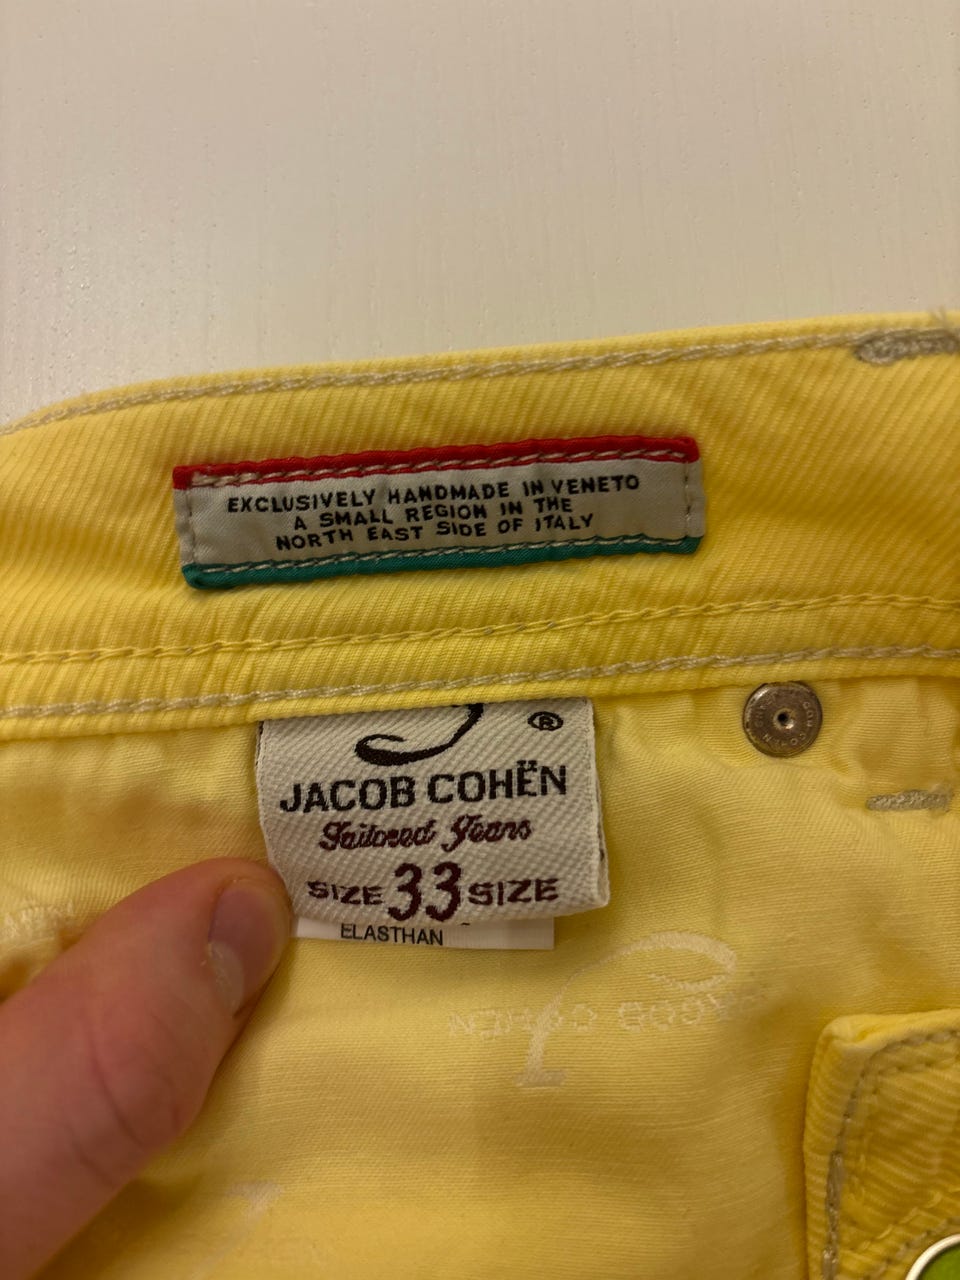 EXCLUSIVELY HANDMADE IN VENETO
A SMALL REGION IN THE
NORTH EAST SIDE OF ITALY
J ®
JACOB COHËN
Tailored Jeans
SIZE 33 SIZE
ELASTHAN